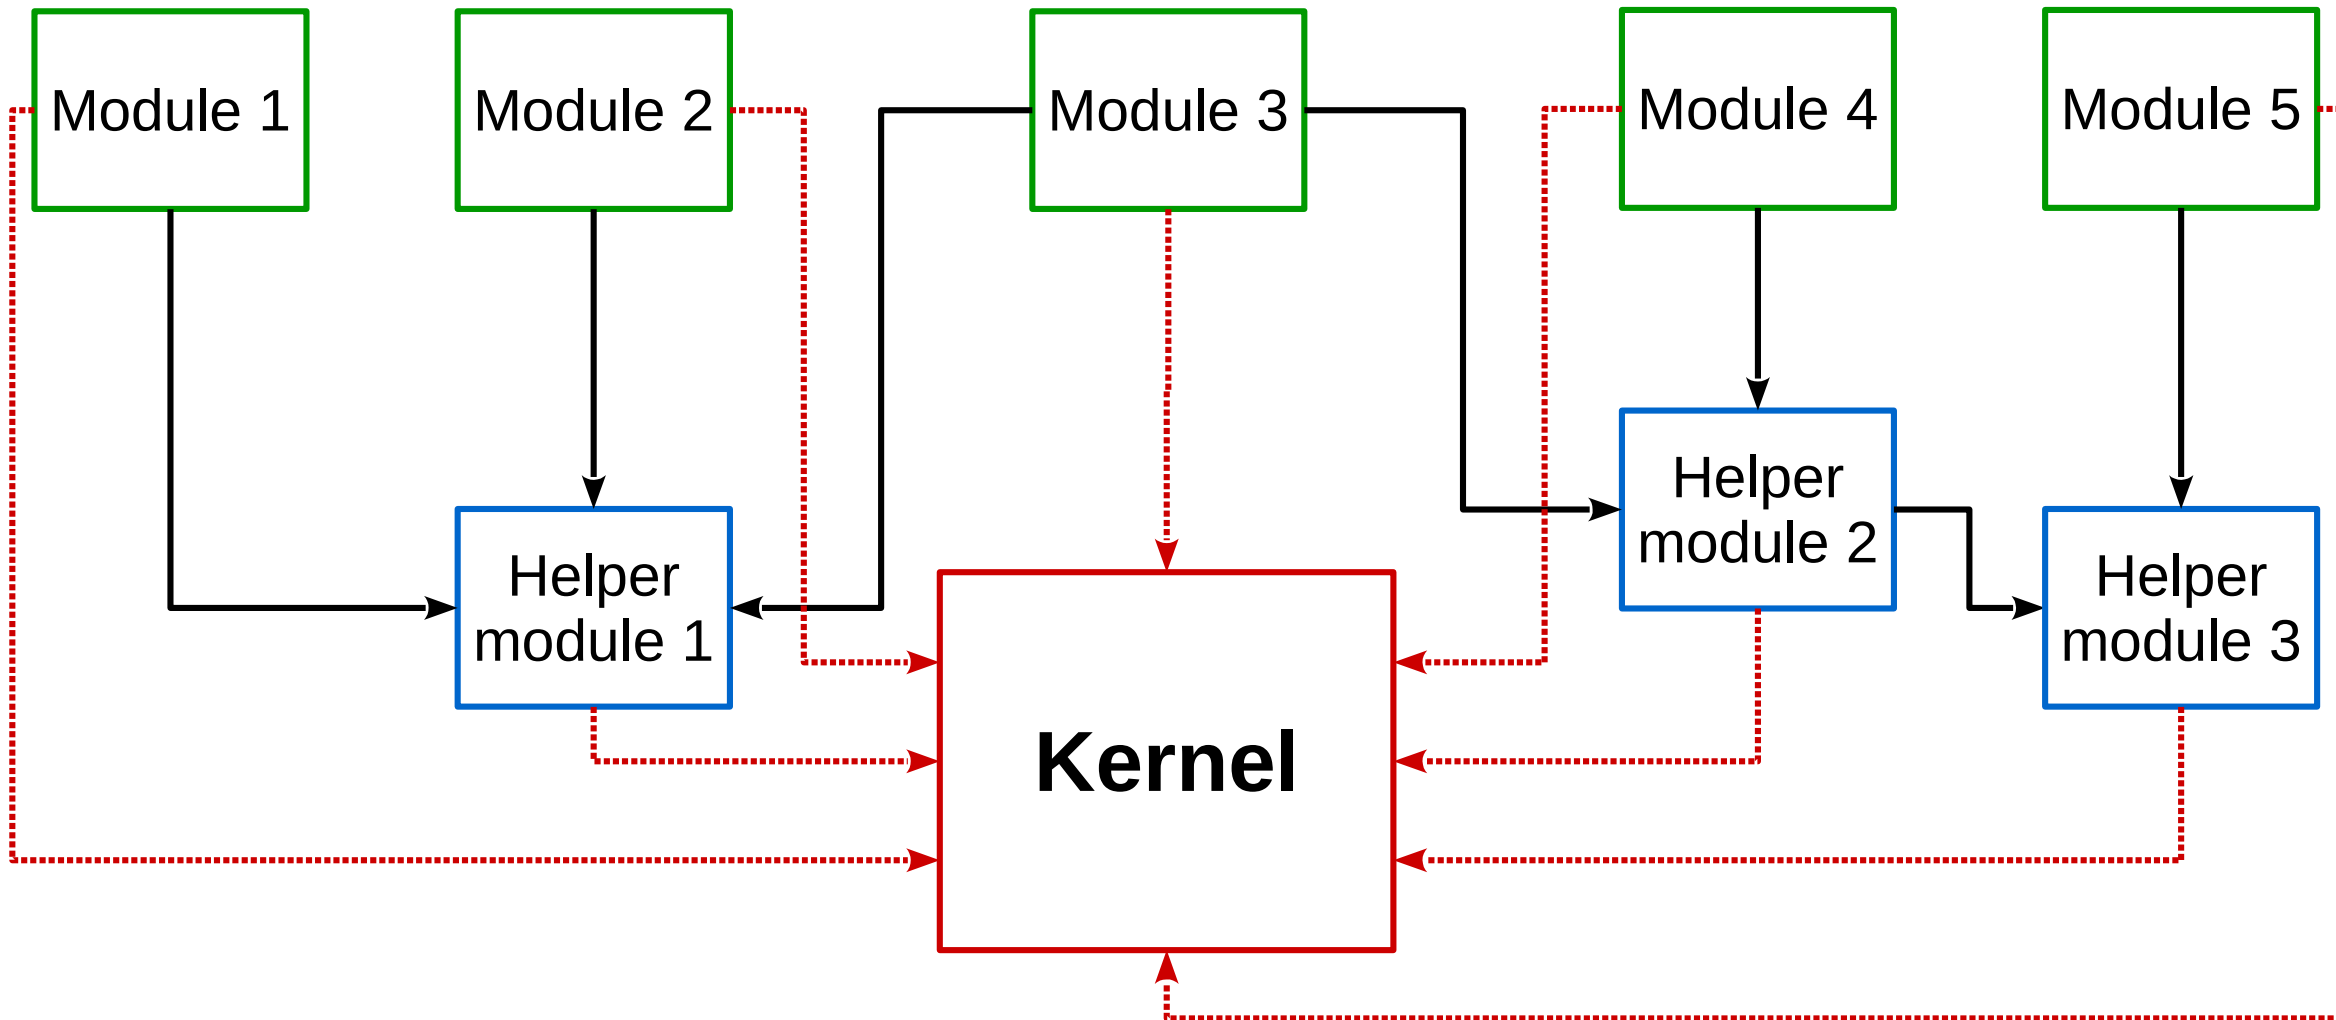 Module 1
Module 2
Module 3
Module 4
Module 5
Helper
module 1
Helper
module 2
Helper
module 3
Kernel